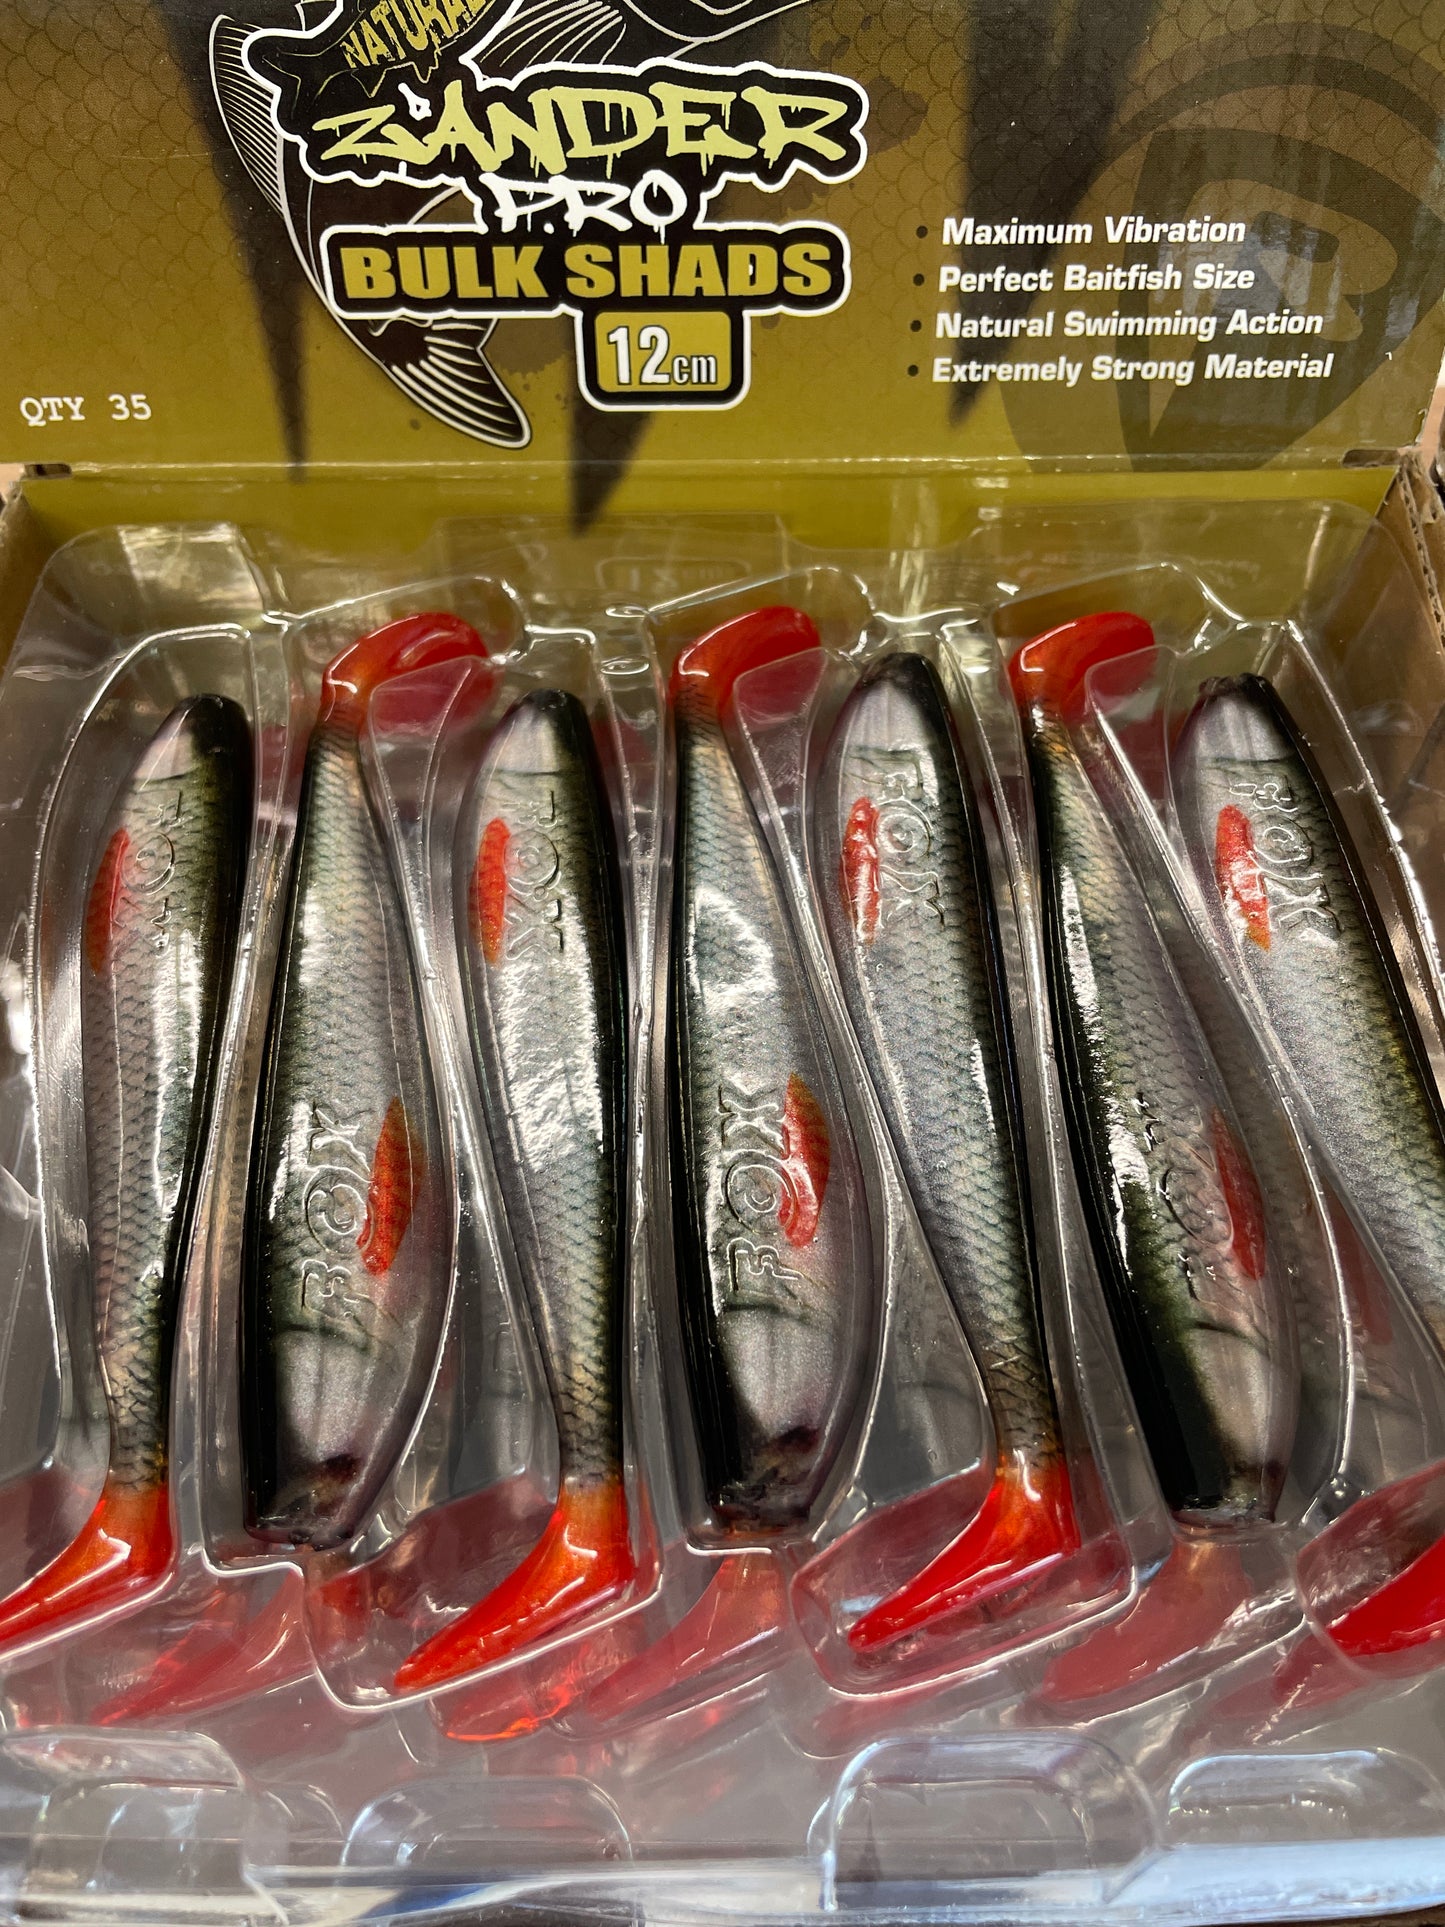 NATURAL
ZANDER
PRO
BULK SHADS
12cm
• Maximum Vibration
• Perfect Baitfish Size
• Natural Swimming Action
• Extremely Strong Material
QTY 35
FOX
FOX
FOX
FOX
FOX
FOX
FOX